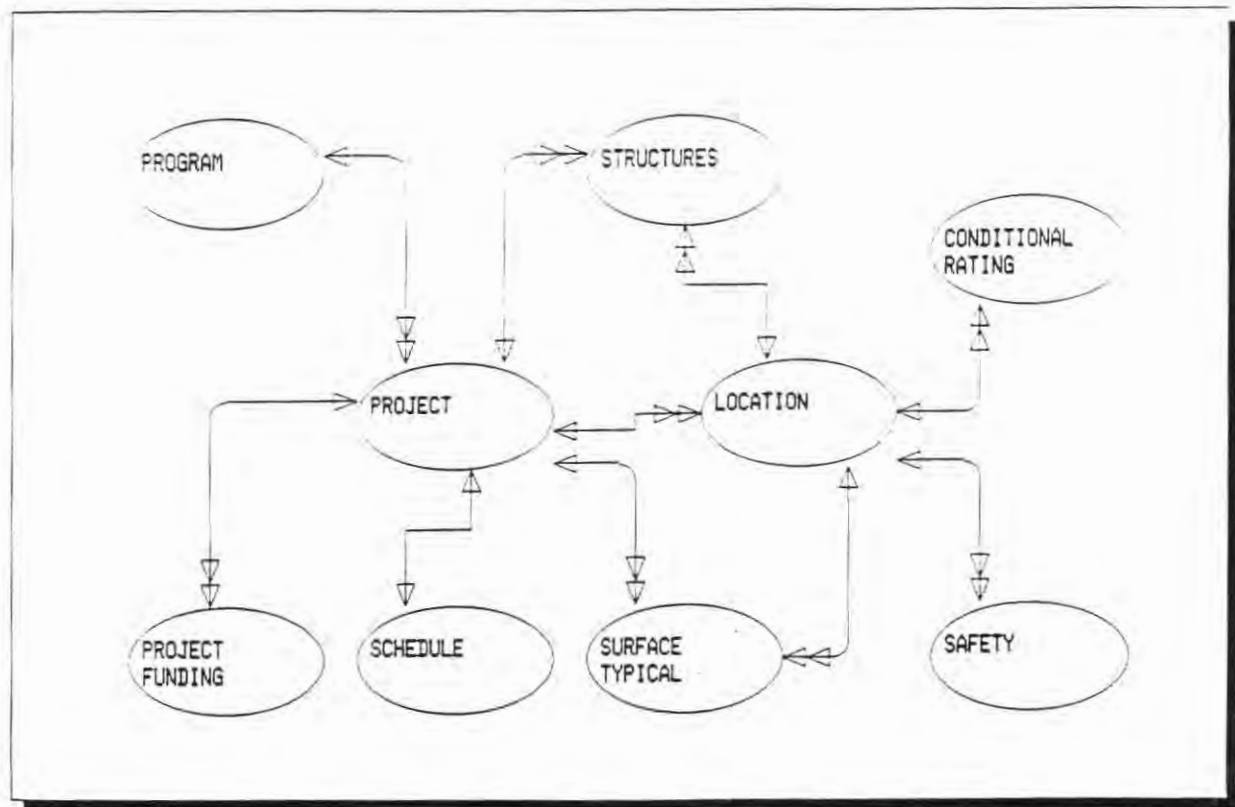 PROGRAM
STRUCTURES
CONDITIONAL
RATING
PROJECT
LOCATION
PROJECT
FUNDING
SCHEDULE
SURFACE
TYPICAL
SAFETY